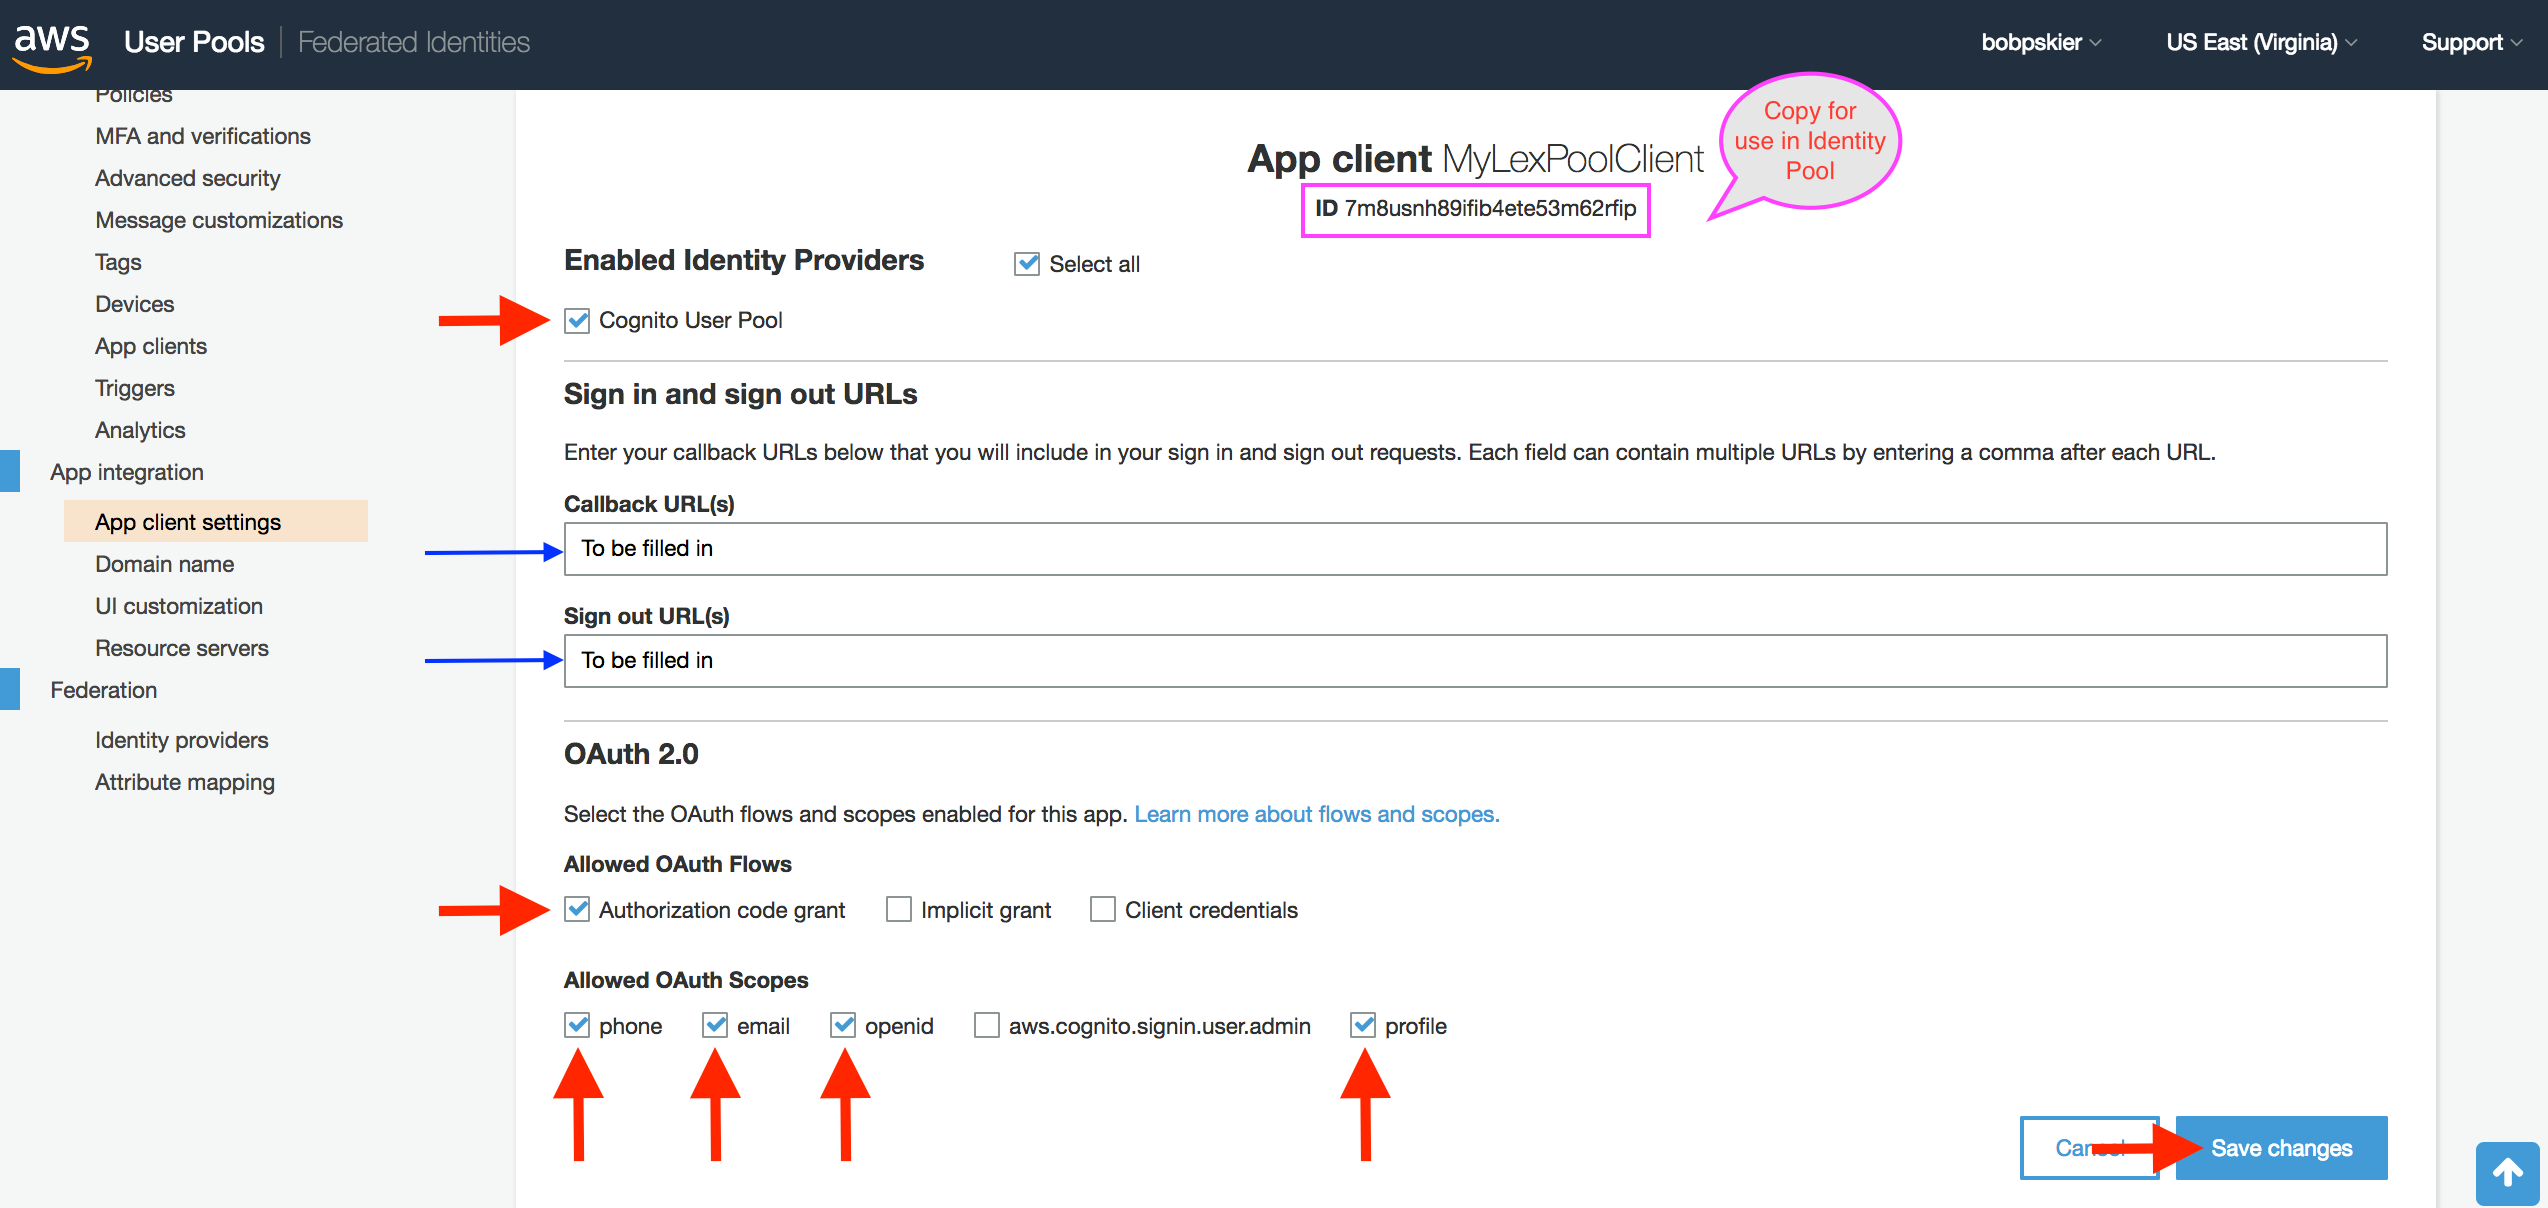 aws User Pools Federated Identities bobpskier US East (Virginia) Support
Policies
MFA and verifications
Advanced security
Message customizations
Tags
Devices
App clients
Triggers
Analytics
App integration
App client settings
Domain name
UI customization
Resource servers
Federation
Identity providers
Attribute mapping
Copy for
use in Identity
Pool
App client MyLexPoolClient
ID 7m8usnh89ifib4ete53m62rfip
Enabled Identity Providers Select all
Cognito User Pool
Sign in and sign out URLs
Enter your callback URLs below that you will include in your sign in and sign out requests. Each field can contain multiple URLs by entering a comma after each URL.
Callback URL(s)
To be filled in
Sign out URL(s)
To be filled in
OAuth 2.0
Select the OAuth flows and scopes enabled for this app. Learn more about flows and scopes.
Allowed OAuth Flows
Authorization code grant Implicit grant Client credentials
Allowed OAuth Scopes
phone email openid aws.cognito.signin.user.admin profile
Cancel Save changes